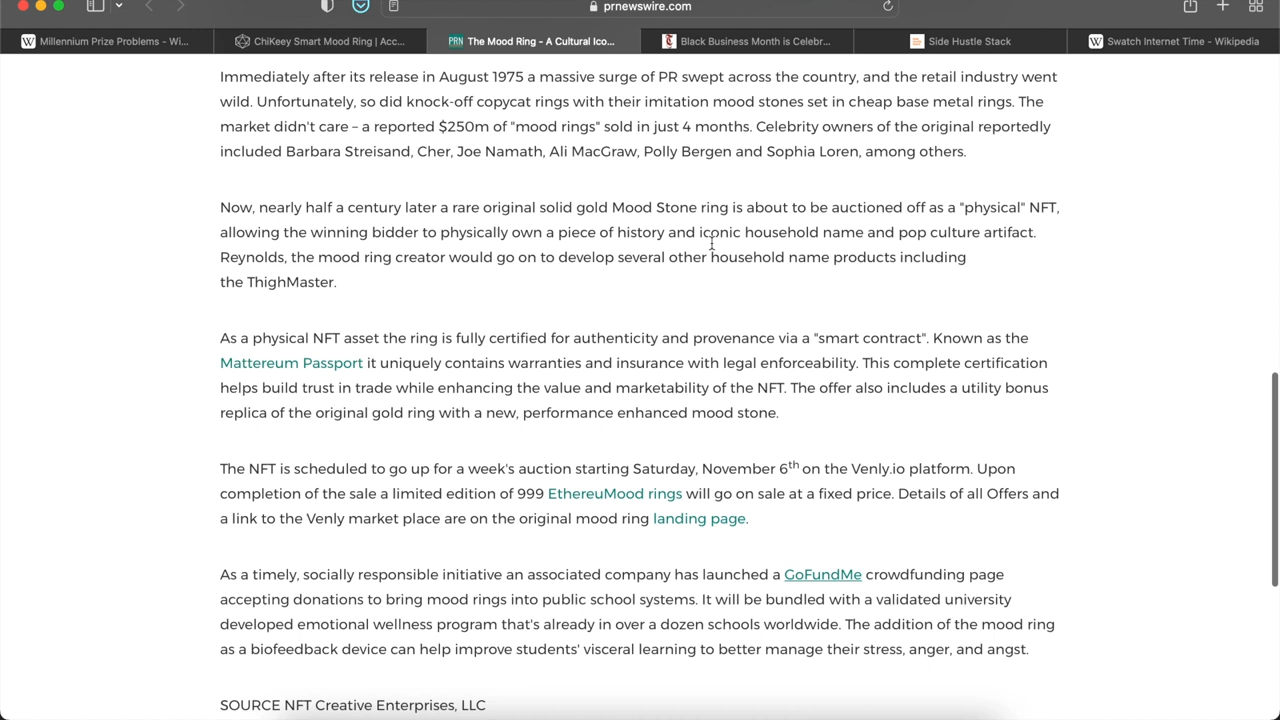 prnewswire.com
Millennium Prize Problems - Wi...
ChiKeey Smart Mood Ring | Acc...
PRN The Mood Ring - A Cultural Ico...
Black Business Month is Celebr...
Side Hustle Stack
Swatch Internet Time - Wikipedia
Immediately after its release in August 1975 a massive surge of PR swept across the country, and the retail industry went
wild. Unfortunately, so did knock-off copycat rings with their imitation mood stones set in cheap base metal rings. The
market didn't care – a reported $250m of "mood rings" sold in just 4 months. Celebrity owners of the original reportedly
included Barbara Streisand, Cher, Joe Namath, Ali MacGraw, Polly Bergen and Sophia Loren, among others.
Now, nearly half a century later a rare original solid gold Mood Stone ring is about to be auctioned off as a "physical" NFT,
allowing the winning bidder to physically own a piece of history and iconic household name and pop culture artifact.
Reynolds, the mood ring creator would go on to develop several other household name products including
the ThighMaster.
As a physical NFT asset the ring is fully certified for authenticity and provenance via a "smart contract". Known as the
Mattereum Passport it uniquely contains warranties and insurance with legal enforceability. This complete certification
helps build trust in trade while enhancing the value and marketability of the NFT. The offer also includes a utility bonus
replica of the original gold ring with a new, performance enhanced mood stone.
The NFT is scheduled to go up for a week's auction starting Saturday, November 6th on the Venly.io platform. Upon
completion of the sale a limited edition of 999 EthereuMood rings will go on sale at a fixed price. Details of all Offers and
a link to the Venly market place are on the original mood ring landing page.
As a timely, socially responsible initiative an associated company has launched a GoFundMe crowdfunding page
accepting donations to bring mood rings into public school systems. It will be bundled with a validated university
developed emotional wellness program that's already in over a dozen schools worldwide. The addition of the mood ring
as a biofeedback device can help improve students' visceral learning to better manage their stress, anger, and angst.
SOURCE NFT Creative Enterprises, LLC